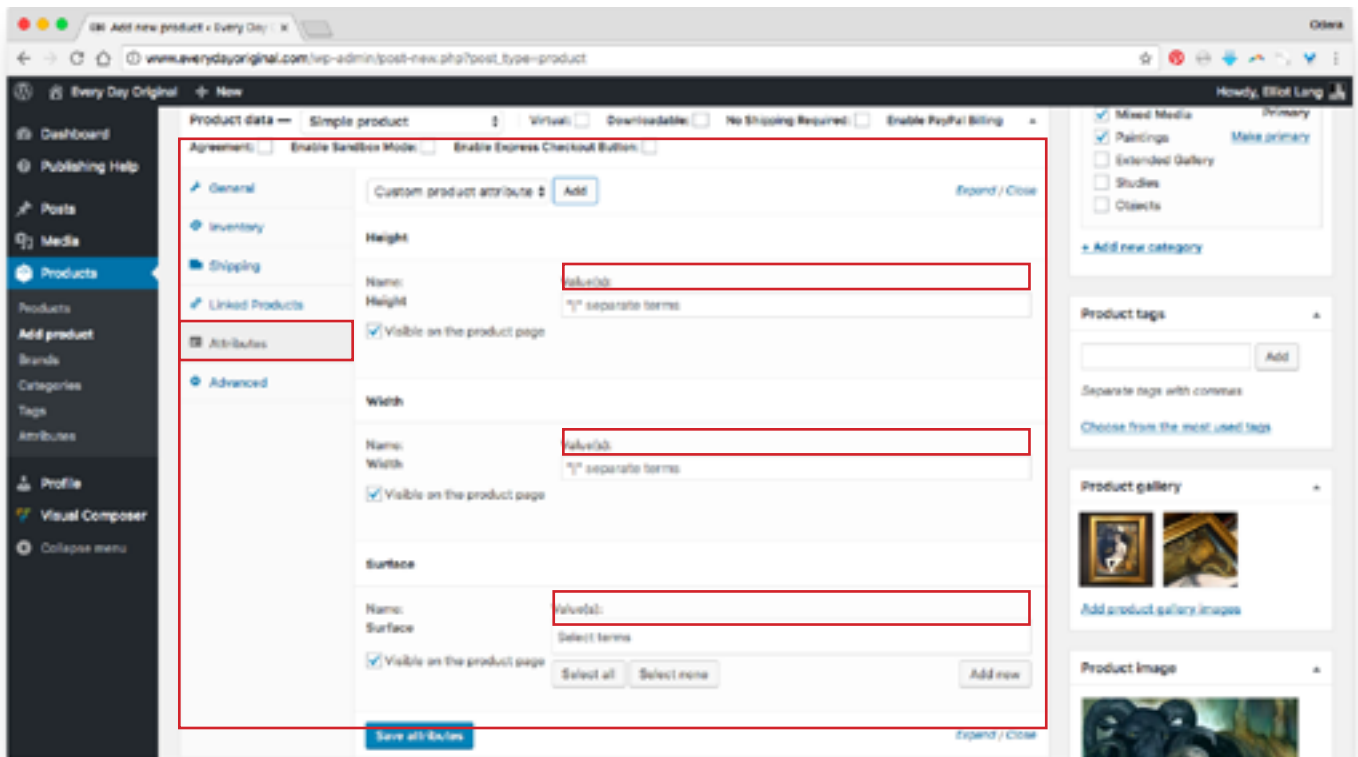 Add new product ‹ Every Day
Odera
www.everydayoriginal.com/wp-admin/post-new.php?post_type=product
Every Day Original + New
Howdy, Elliot Lang
Dashboard
Publishing Help
Posts
Media
Products
Products
Add product
Brands
Categories
Tags
Attributes
Profile
Visual Composer
Collapse menu
Product data — Simple product Virtual: Downloadable: No Shipping Required: Enable PayPal Billing
Agreement: Enable Sandbox Mode: Enable Express Checkout Button:
General
Inventory
Shipping
Linked Products
Attributes
Advanced
Custom product attribute Add
Expand / Close
Height
Name: Value(s):
Height "|" separate terms
Visible on the product page
Width
Name: Value(s):
Width "|" separate terms
Visible on the product page
Surface
Name: Value(s):
Surface Select terms
Visible on the product page
Select all Select none Add new
Save attributes
Expand / Close
Mixed Media Primary
Paintings Make primary
Extended Gallery
Studies
Objects
+ Add new category
Product tags
Add
Separate tags with commas
Choose from the most used tags
Product gallery
Add product gallery images
Product image